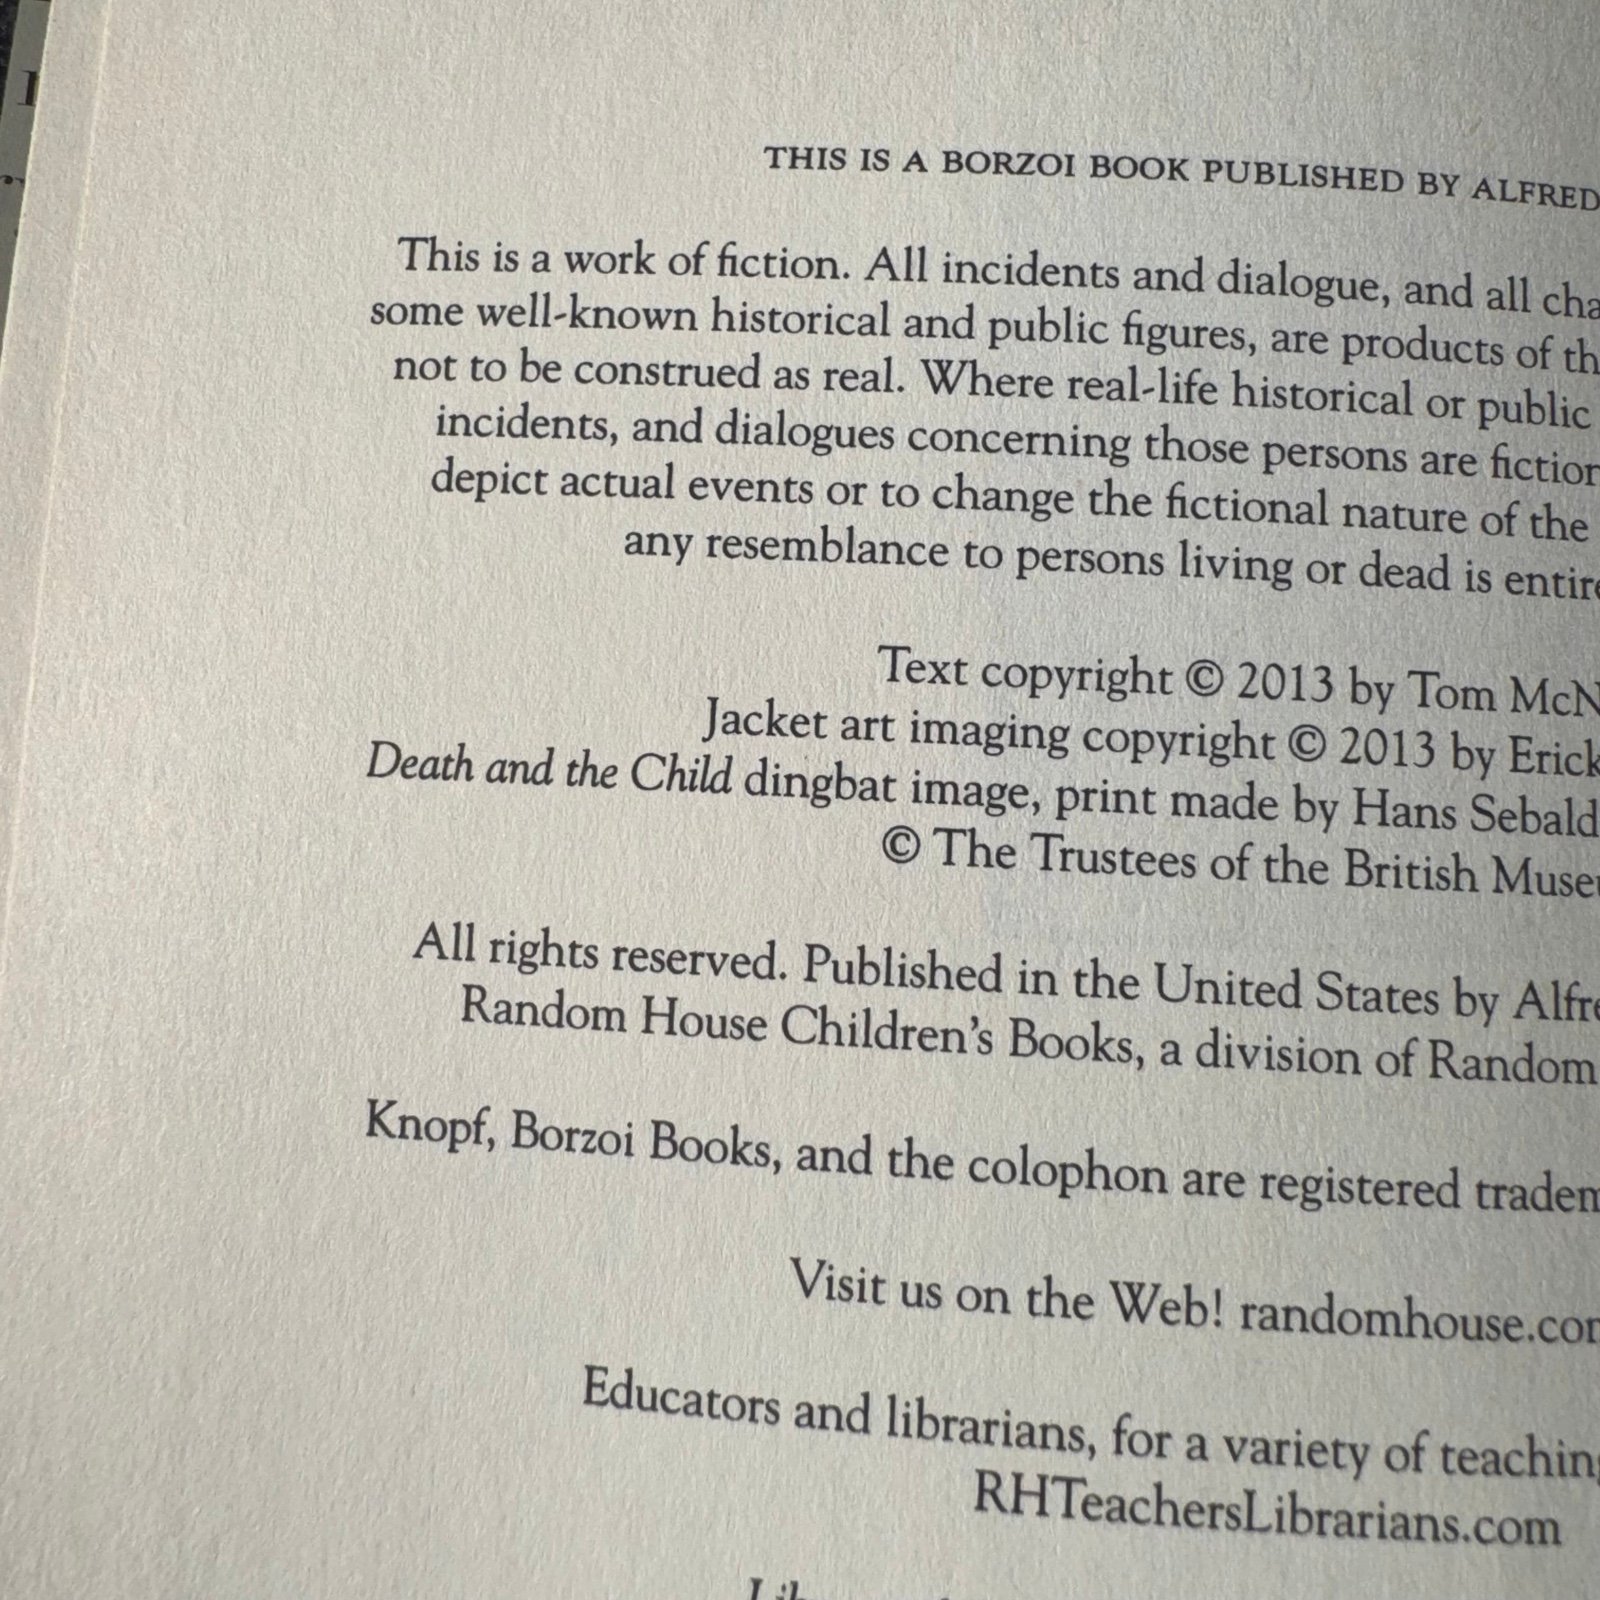 THIS IS A BORZOI BOOK PUBLISHED BY ALFRED
This is a work of fiction. All incidents and dialogue, and all cha
some well-known historical and public figures, are products of th
not to be construed as real. Where real-life historical or public
incidents, and dialogues concerning those persons are fiction
depict actual events or to change the fictional nature of the
any resemblance to persons living or dead is entire
Text copyright © 2013 by Tom McN
Jacket art imaging copyright © 2013 by Erick
Death and the Child dingbat image, print made by Hans Sebald
© The Trustees of the British Museu
All rights reserved. Published in the United States by Alfre
Random House Children's Books, a division of Random
Knopf, Borzoi Books, and the colophon are registered tradem
Visit us on the Web! randomhouse.com
Educators and librarians, for a variety of teaching
RHTeachersLibrarians.com